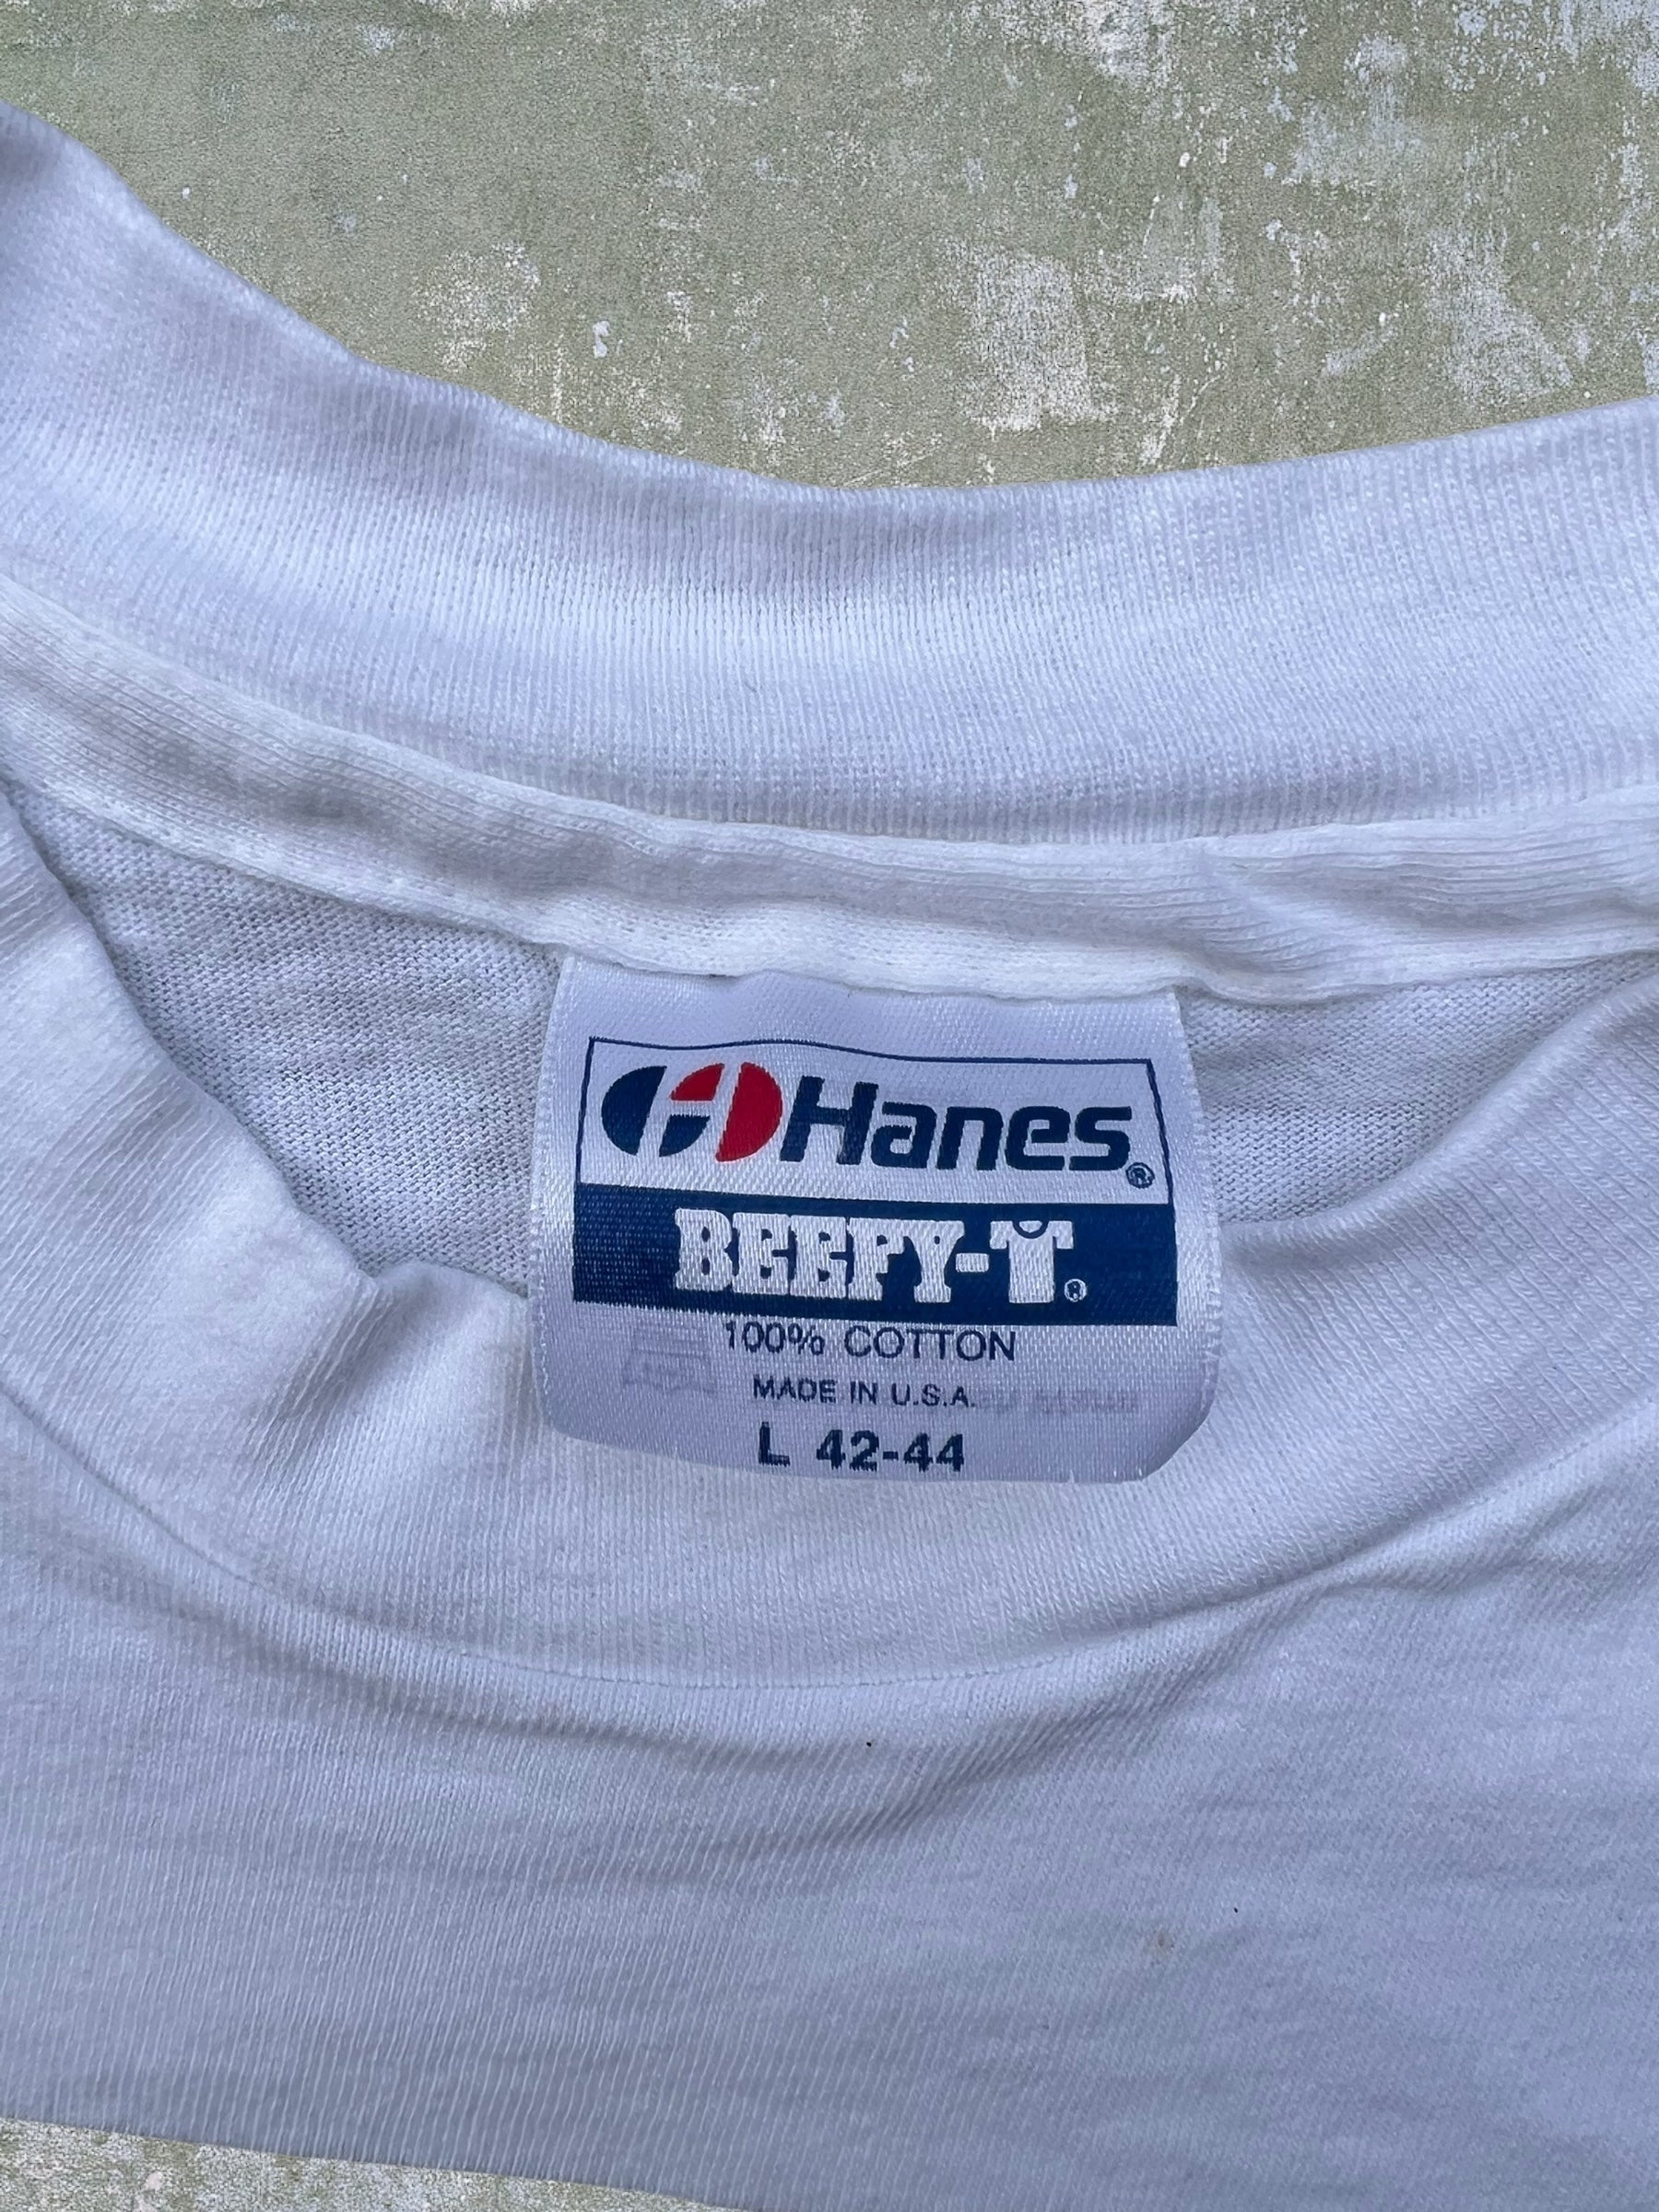 Hanes®
BEEFY-T®
100% COTTON
MADE IN U.S.A.
L 42-44